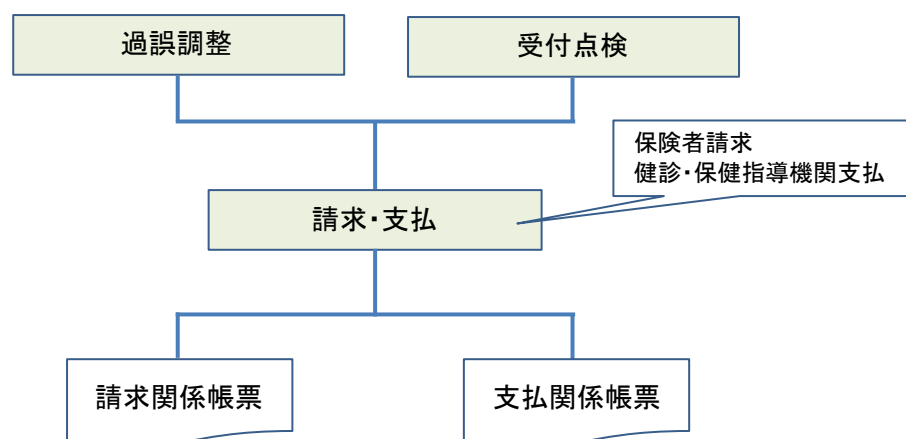 過誤調整
受付点検
保険者請求
健診・保健指導機関支払
請求・支払
請求関係帳票
支払関係帳票